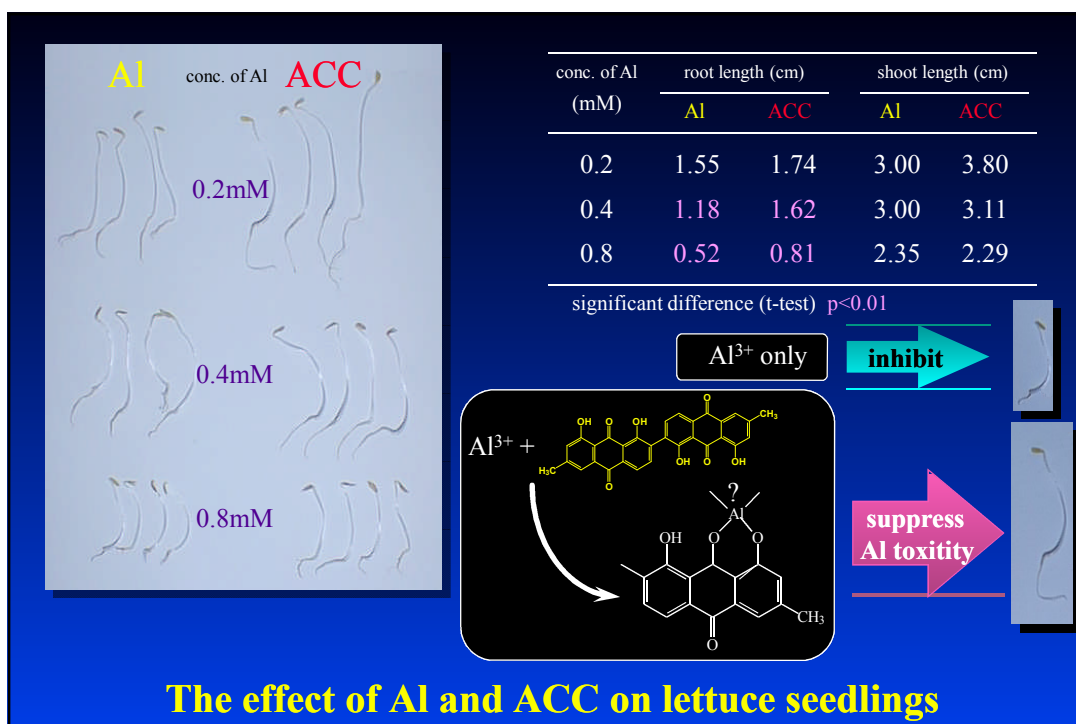 Al conc. of Al ACC
0.2mM
0.4mM
0.8mM
conc. of Al root length (cm) shoot length (cm)
(mM) Al ACC Al ACC
0.2 1.55 1.74 3.00 3.80
0.4 1.18 1.62 3.00 3.11
0.8 0.52 0.81 2.35 2.29
significant difference (t-test) p<0.01
Al³⁺ only
inhibit
Al³⁺ +
OH O OH O CH₃
H₃C O OH O OH
?
Al
OH O O
CH₃
O
suppress
Al toxitity
The effect of Al and ACC on lettuce seedlings